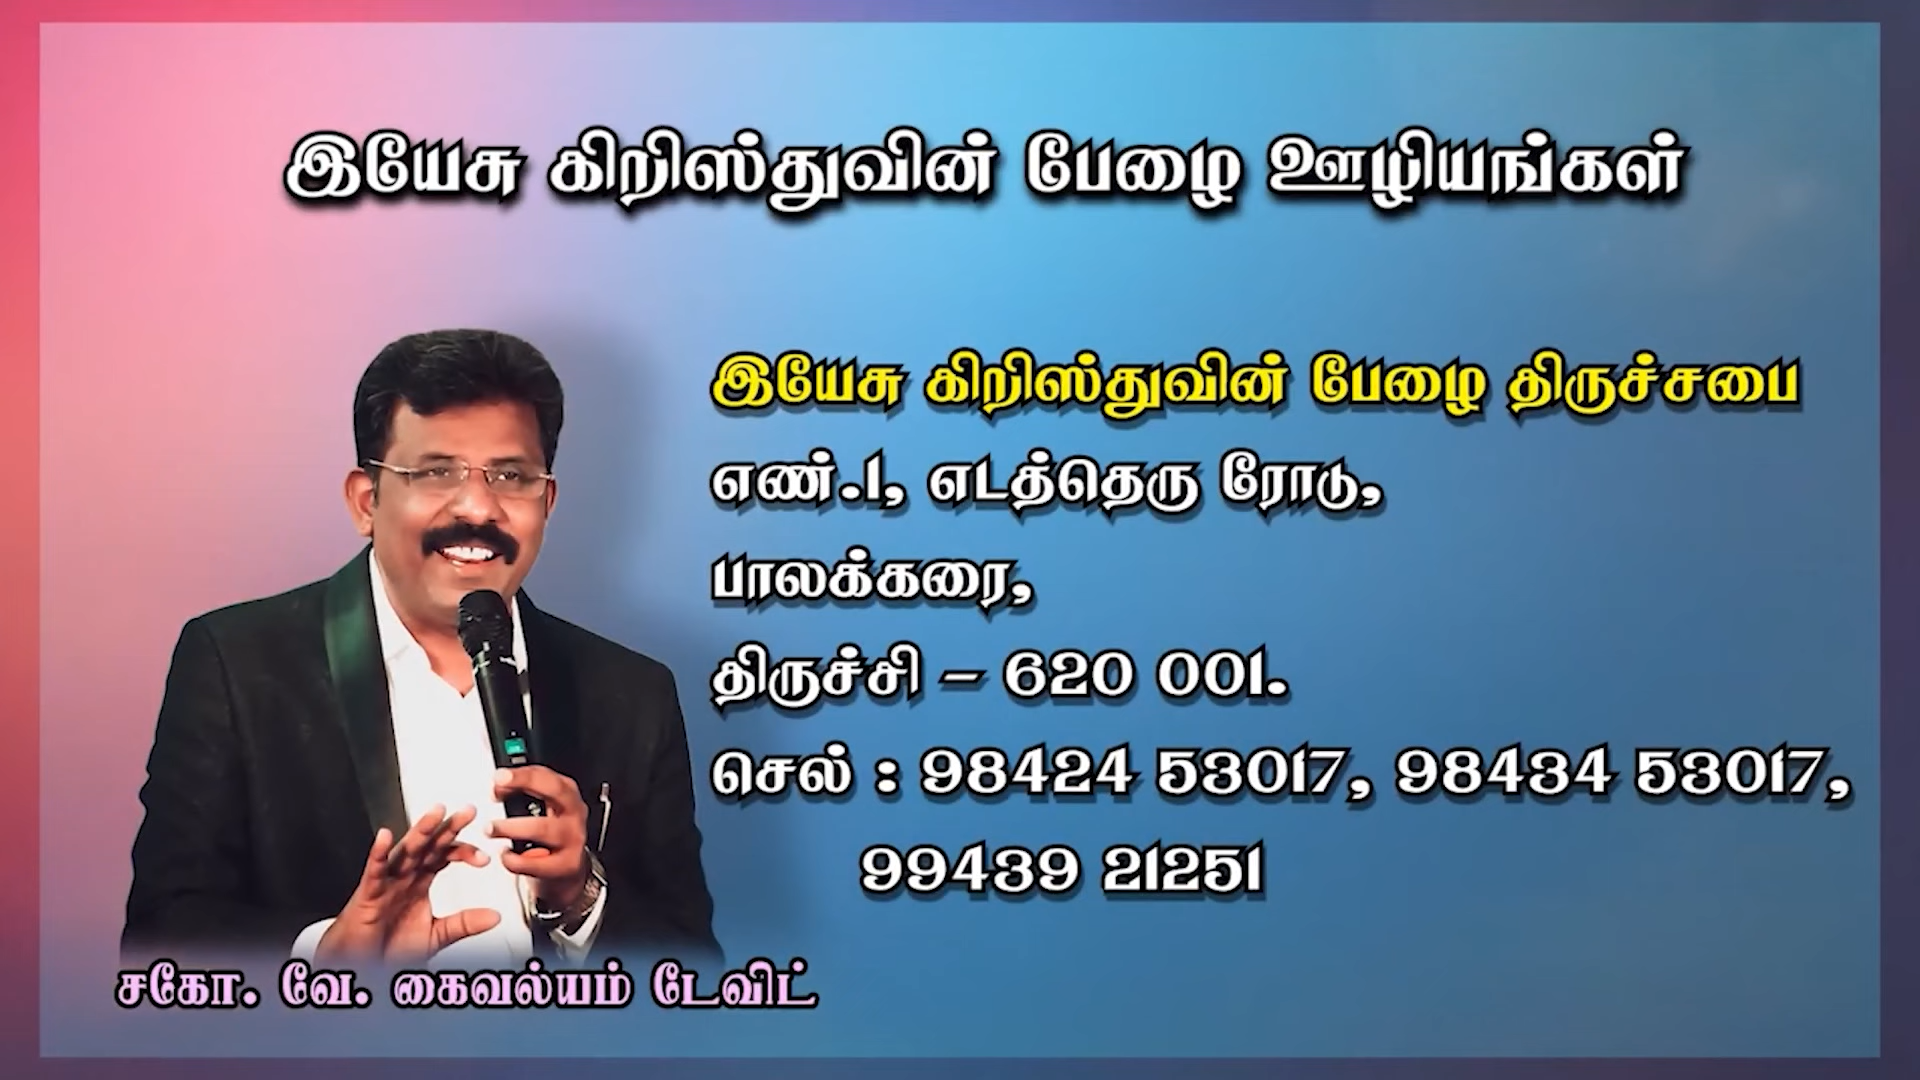 இயேசு கிறிஸ்துவின் பேழை ஊழியங்கள்
இயேசு கிறிஸ்துவின் பேழை திருச்சபை
எண்.1, எடத்தெரு ரோடு,
பாலக்கரை,
திருச்சி – 620 001.
செல் : 98424 53017, 98434 53017,
99439 21251
சகோ. வே. கைவல்யம் டேவிட்